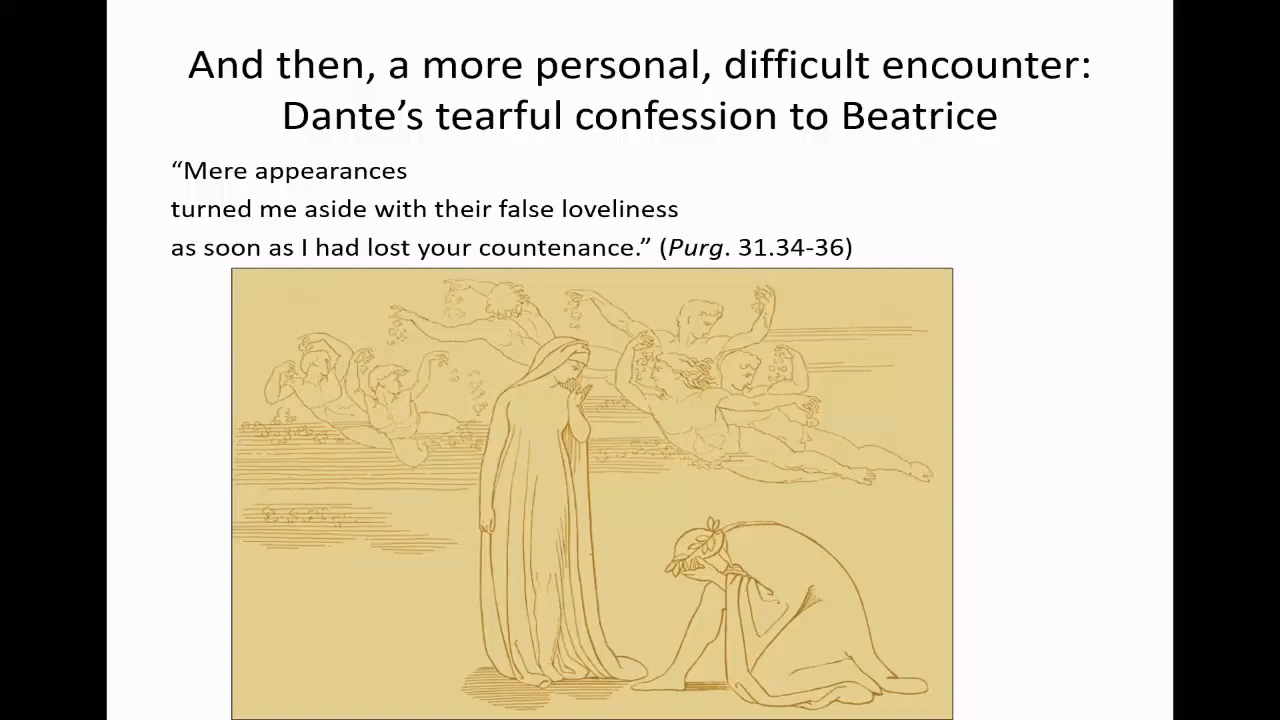 And then, a more personal, difficult encounter:
Dante’s tearful confession to Beatrice
“Mere appearances
turned me aside with their false loveliness
as soon as I had lost your countenance.” (Purg. 31.34-36)